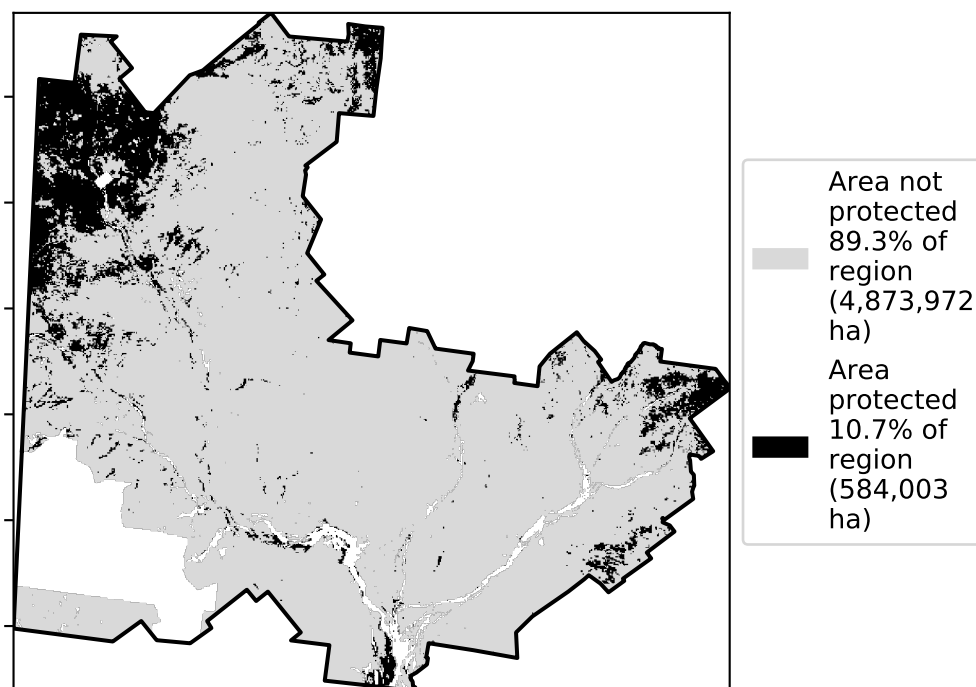 Area not
protected
89.3% of
region
(4,873,972
ha)
Area
protected
10.7% of
region
(584,003
ha)